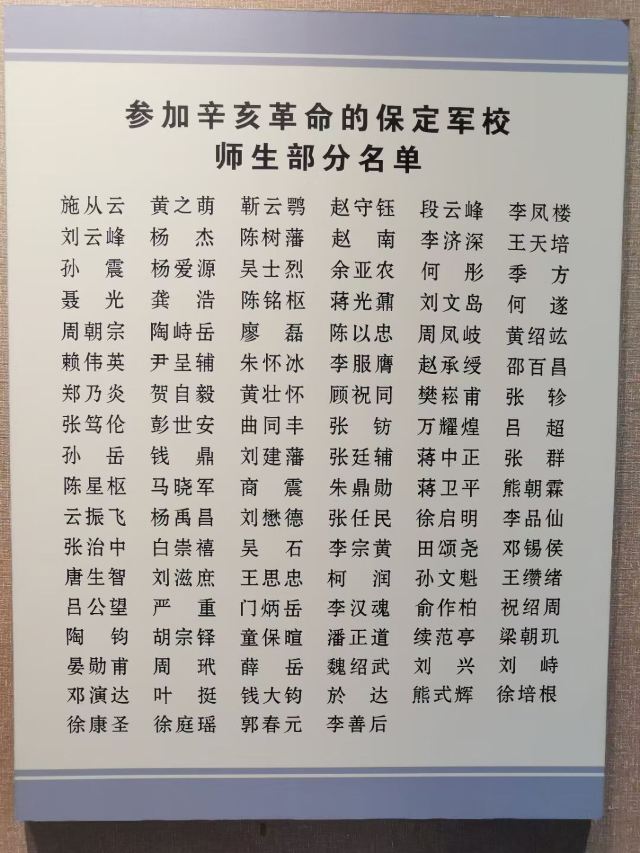 参加辛亥革命的保定军校
师生部分名单
施从云 黄之萌 靳云鹗 赵守钰 段云峰 李凤楼
刘云峰 杨 杰 陈树藩 赵 南 李济深 王天培
孙 震 杨爱源 吴士烈 余亚农 何 彤 季 方
聂 光 龚 浩 陈铭枢 蒋光鼐 刘文岛 何 遂
周朝宗 陶峙岳 廖 磊 陈以忠 周凤岐 黄绍竑
赖伟英 尹呈辅 朱怀冰 李服膺 赵承绶 邵百昌
郑乃炎 贺自毅 黄壮怀 顾祝同 樊崧甫 张 轸
张笃伦 彭世安 曲同丰 张 钫 万耀煌 吕 超
孙 岳 钱 鼎 刘建藩 张廷辅 蒋中正 张 群
陈星枢 马晓军 商 震 朱鼎勋 蒋卫平 熊朝霖
云振飞 杨禹昌 刘懋德 张任民 徐启明 李品仙
张治中 白崇禧 吴 石 李宗黄 田颂尧 邓锡侯
唐生智 刘滋庶 王思忠 柯 润 孙文魁 王缵绪
吕公望 严 重 门炳岳 李汉魂 俞作柏 祝绍周
陶 钧 胡宗铎 童保暄 潘正道 续范亭 梁朝玑
晏勋甫 周 玳 薛 岳 魏绍武 刘 兴 刘 峙
邓演达 叶 挺 钱大钧 於 达 熊式辉 徐培根
徐康圣 徐庭瑶 郭春元 李善后